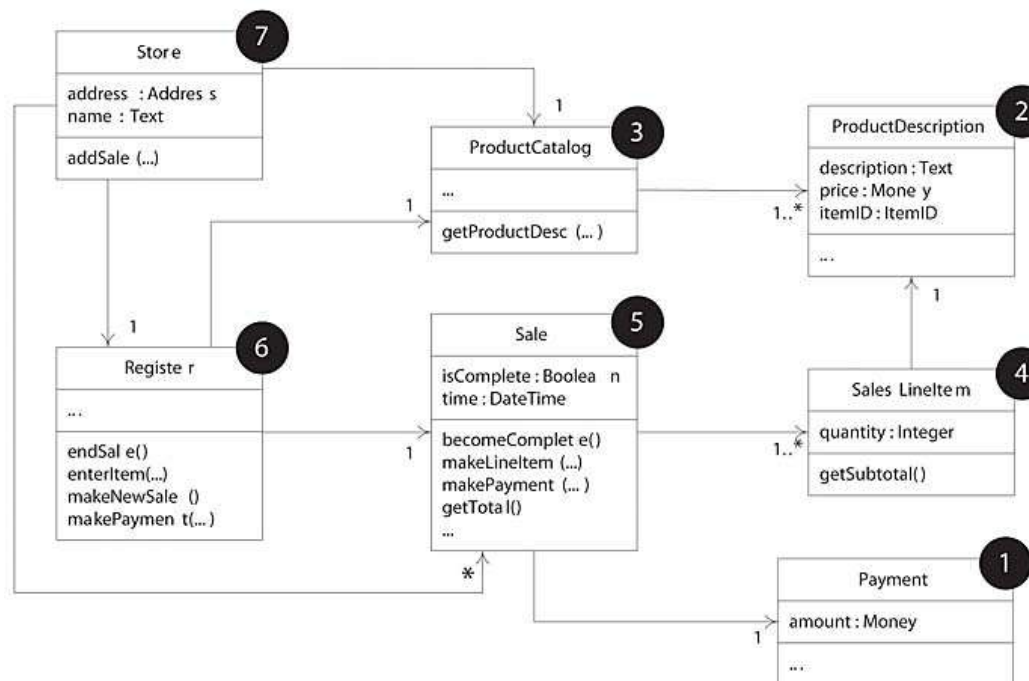 7
Store
address : Addres s
name : Text
addSale (...)
1
3
ProductCatalog
...
getProductDesc (... )
1
2
ProductDescription
description : Text
price : Mone y
itemID : ItemID
...
1..*
1
1
6
Registe r
...
endSal e()
enterItem(...)
makeNewSale ()
makePaymen t(... )
1
5
Sale
isComplete : Boolea n
time : DateTime
becomeComplet e()
makeLineItem (...)
makePayment (... )
getTota l()
...
*
4
Sales LineIte m
quantity : Integer
getSubtotal()
1..*
1
Payment
amount : Money
...
1